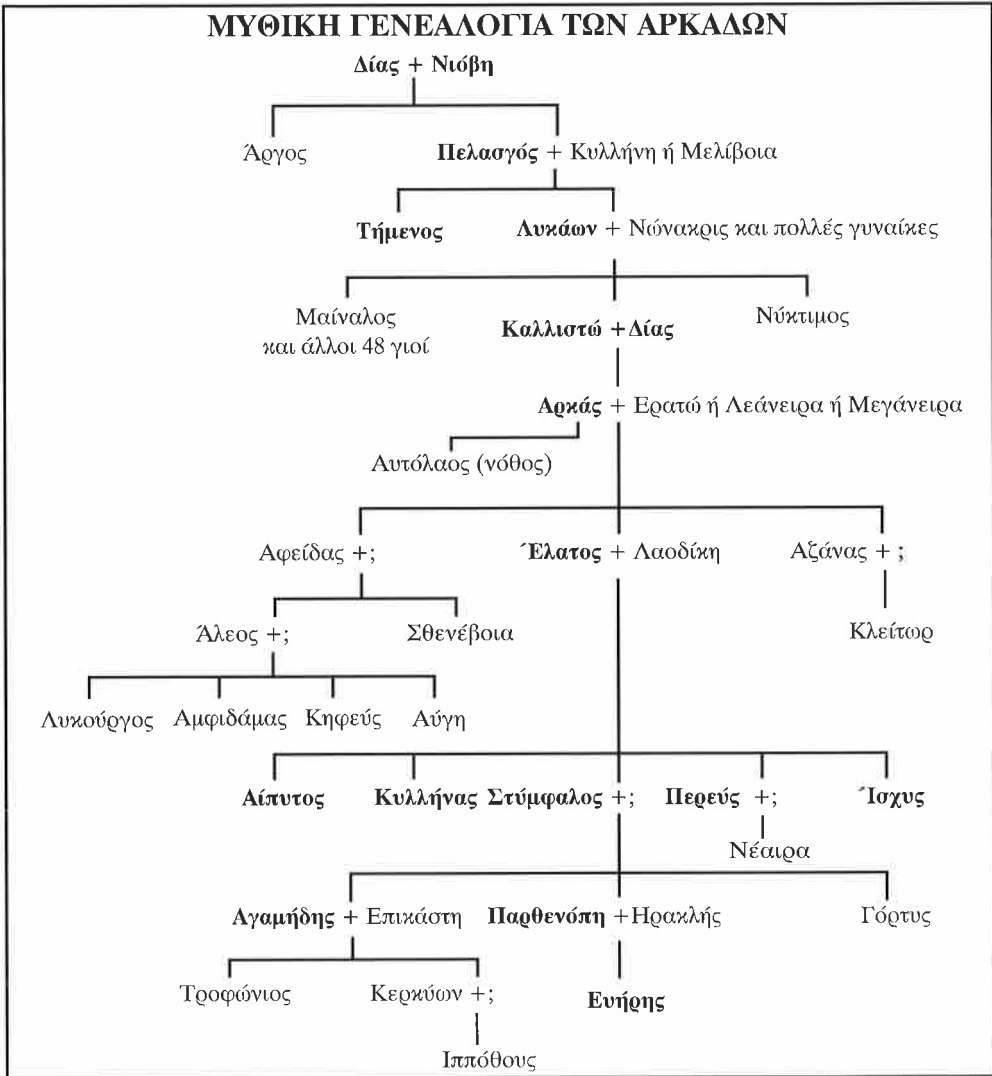 ΜΥΘΙΚΗ ΓΕΝΕΑΛΟΓΙΑ ΤΩΝ ΑΡΚΑΔΩΝ
Δίας + Νιόβη
Άργος Πελασγός + Κυλλήνη ή Μελίβοια
Τήμενος Λυκάων + Νώνακρις και πολλές γυναίκες
Μαίναλος
και άλλοι 48 γιοί
Καλλιστώ +Δίας Νύκτιμος
Αρκάς + Ερατώ ή Λεάνειρα ή Μεγάνειρα
Αυτόλαος (νόθος)
Αφείδας +; Έλατος + Λαοδίκη Αζάνας + ;
Άλεος +; Σθενέβοια Κλείτωρ
Λυκούργος Αμφιδάμας Κηφεύς Αύγη
Αίπυτος Κυλλήνας Στύμφαλος +; Περεύς +; Ίσχυς
Νέαιρα
Αγαμήδης + Επικάστη Παρθενόπη +Ηρακλής Γόρτυς
Τροφώνιος Κερκύων +; Ευήρης
Ιππόθους